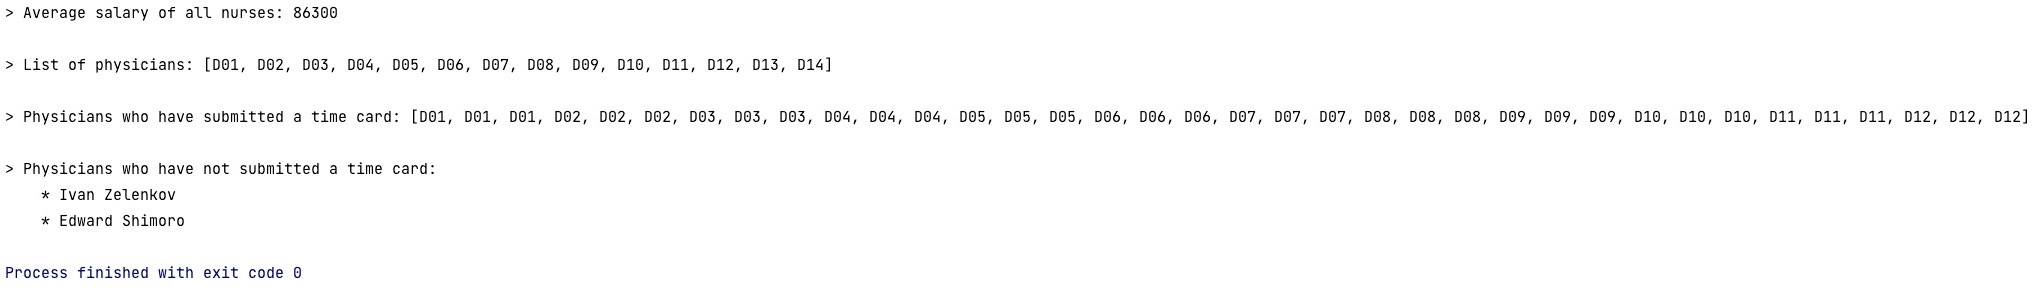 > Average salary of all nurses: 86300
> List of physicians: [D01, D02, D03, D04, D05, D06, D07, D08, D09, D10, D11, D12, D13, D14]
> Physicians who have submitted a time card: [D01, D01, D01, D02, D02, D02, D03, D03, D03, D04, D04, D04, D05, D05, D05, D06, D06, D06, D07, D07, D07, D08, D08, D08, D09, D09, D09, D10, D10, D10, D11, D11, D11, D12, D12, D12]
> Physicians who have not submitted a time card:
* Ivan Zelenkov
* Edward Shimoro
Process finished with exit code 0